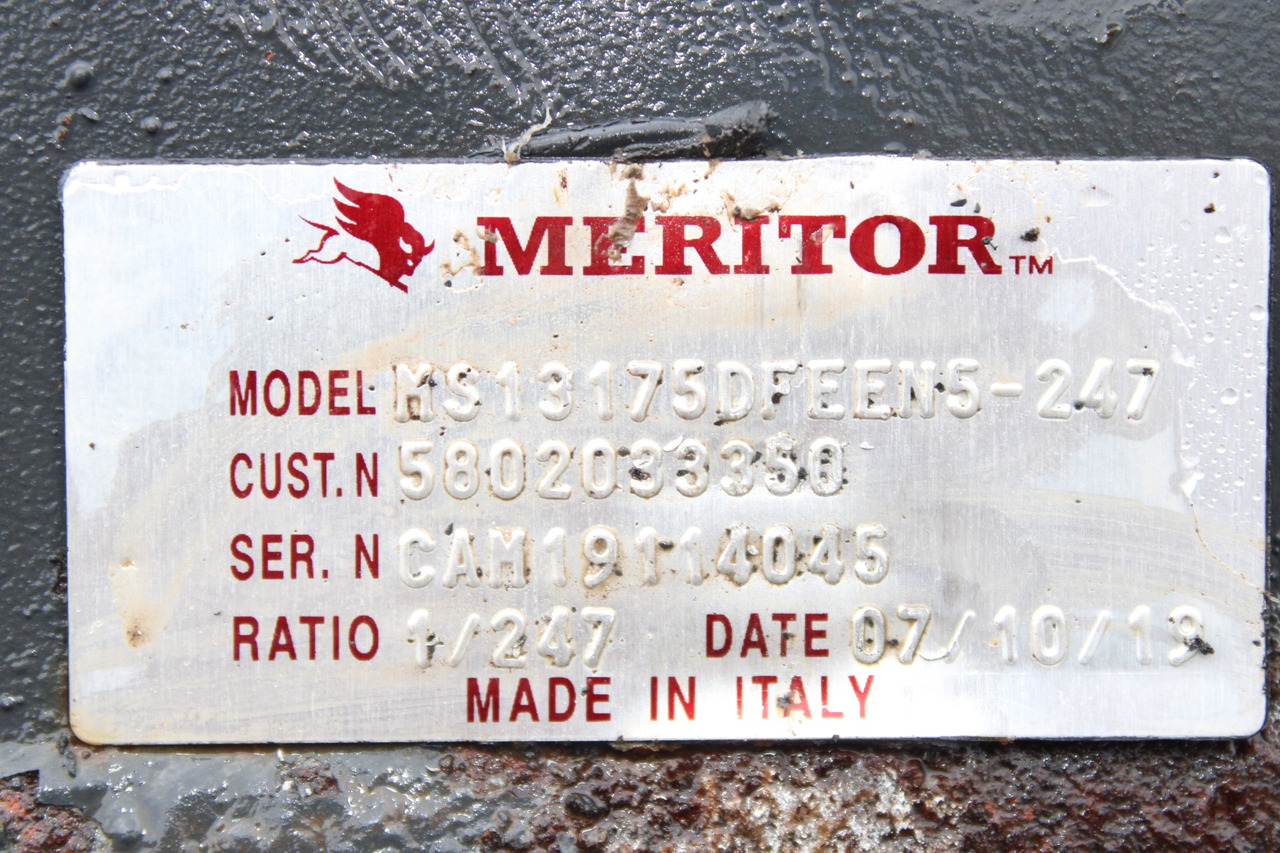 MERITOR™
MODEL MS13175DFEEN5-247
CUST. N 5802033350
SER. N CAM19114045
RATIO 1/247 DATE 07/10/19
MADE IN ITALY